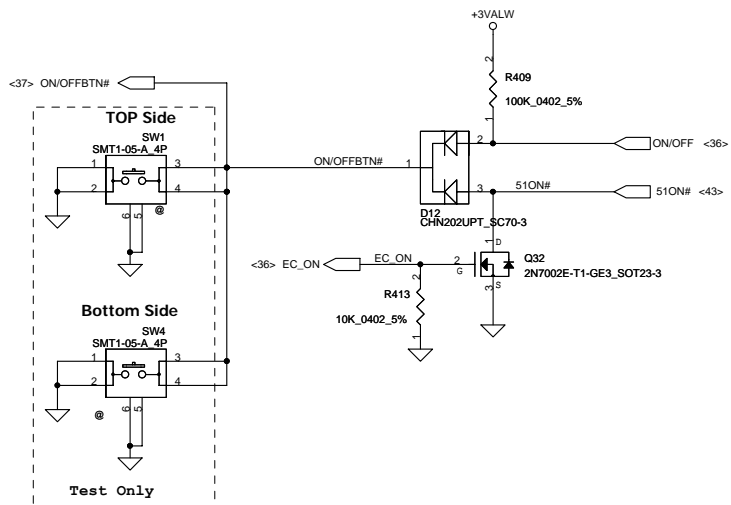 +3VALW
<37> ON/OFFBTN#
2
R409
100K_0402_5%
1
TOP Side
SW1
SMT1-05-A_4P
1
3
2
4
6
5
@
ON/OFFBTN#
1
2
ON/OFF <36>
3
51ON#
51ON# <43>
D12
CHN202UPT_SC70-3
<36> EC_ON
EC_ON
2
G
1
D
Q32
2N7002E-T1-GE3_SOT23-3
3
S
2
R413
10K_0402_5%
1
Bottom Side
SW4
SMT1-05-A_4P
1
3
2
4
6
5
@
Test Only